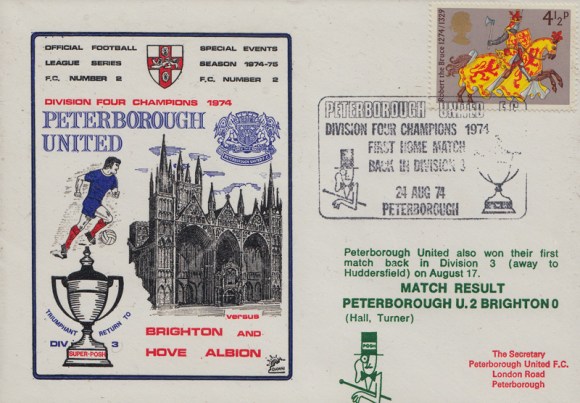 OFFICIAL FOOTBALL
LEAGUE SERIES
F.C. NUMBER 2
SPECIAL EVENTS
SEASON 1974-75
F.C. NUMBER 2
DIVISION FOUR CHAMPIONS 1974
PETERBOROUGH
UNITED
TRIUMPHANT RETURN TO
DIV 3
SUPER-POSH
versus
BRIGHTON AND
HOVE ALBION
4½P
Robert the Bruce 1274/1329
PETERBOROUGH UNITED F.C.
DIVISION FOUR CHAMPIONS 1974
FIRST HOME MATCH
BACK IN DIVISION 3
24 AUG 74
PETERBOROUGH
Peterborough United also won their first
match back in Division 3 (away to
Huddersfield) on August 17.
MATCH RESULT
PETERBOROUGH U. 2 BRIGHTON 0
(Hall, Turner)
POSH
The Secretary
Peterborough United F.C.
London Road
Peterborough